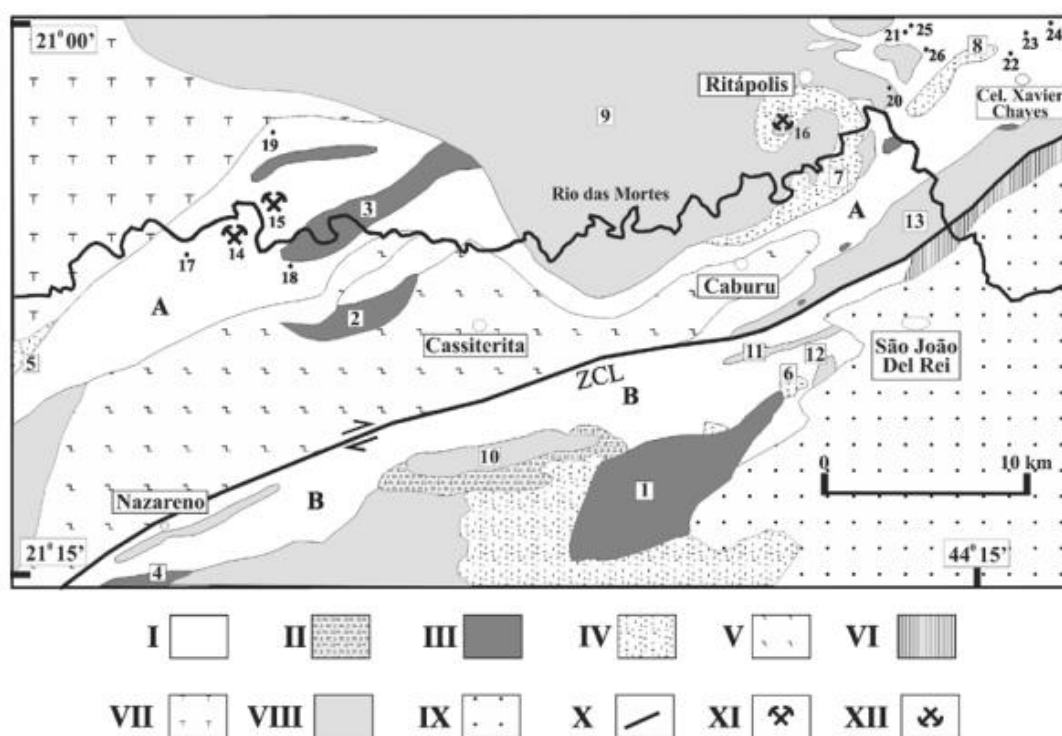 21°00'
21
25
26
8
23
24
22
Ritápolis
20
Cel. Xavier
Chaves
9
16
19
7
Rio das Mortes
15
3
A
13
14
17
18
A
Caburu
2
Cassiterita
11
12
São João
Del Rei
5
ZCL
6
B
0
10 km
10
1
Nazareno
B
21°15'
4
44°15'
I
II
III
IV
V
VI
VII
VIII
IX
X
XI
XII